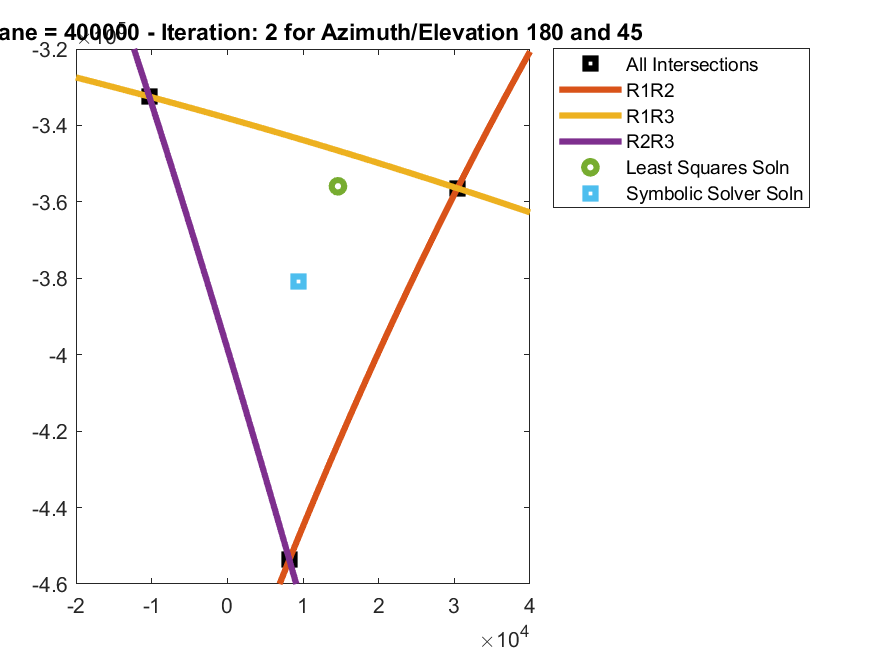 ane = 400000 - Iteration: 2 for Azimuth/Elevation 180 and 45
×10^5
-3.2
-3.4
-3.6
-3.8
-4
-4.2
-4.4
-4.6
-2 -1 0 1 2 3 4
×10^4
All Intersections
R1R2
R1R3
R2R3
Least Squares Soln
Symbolic Solver Soln